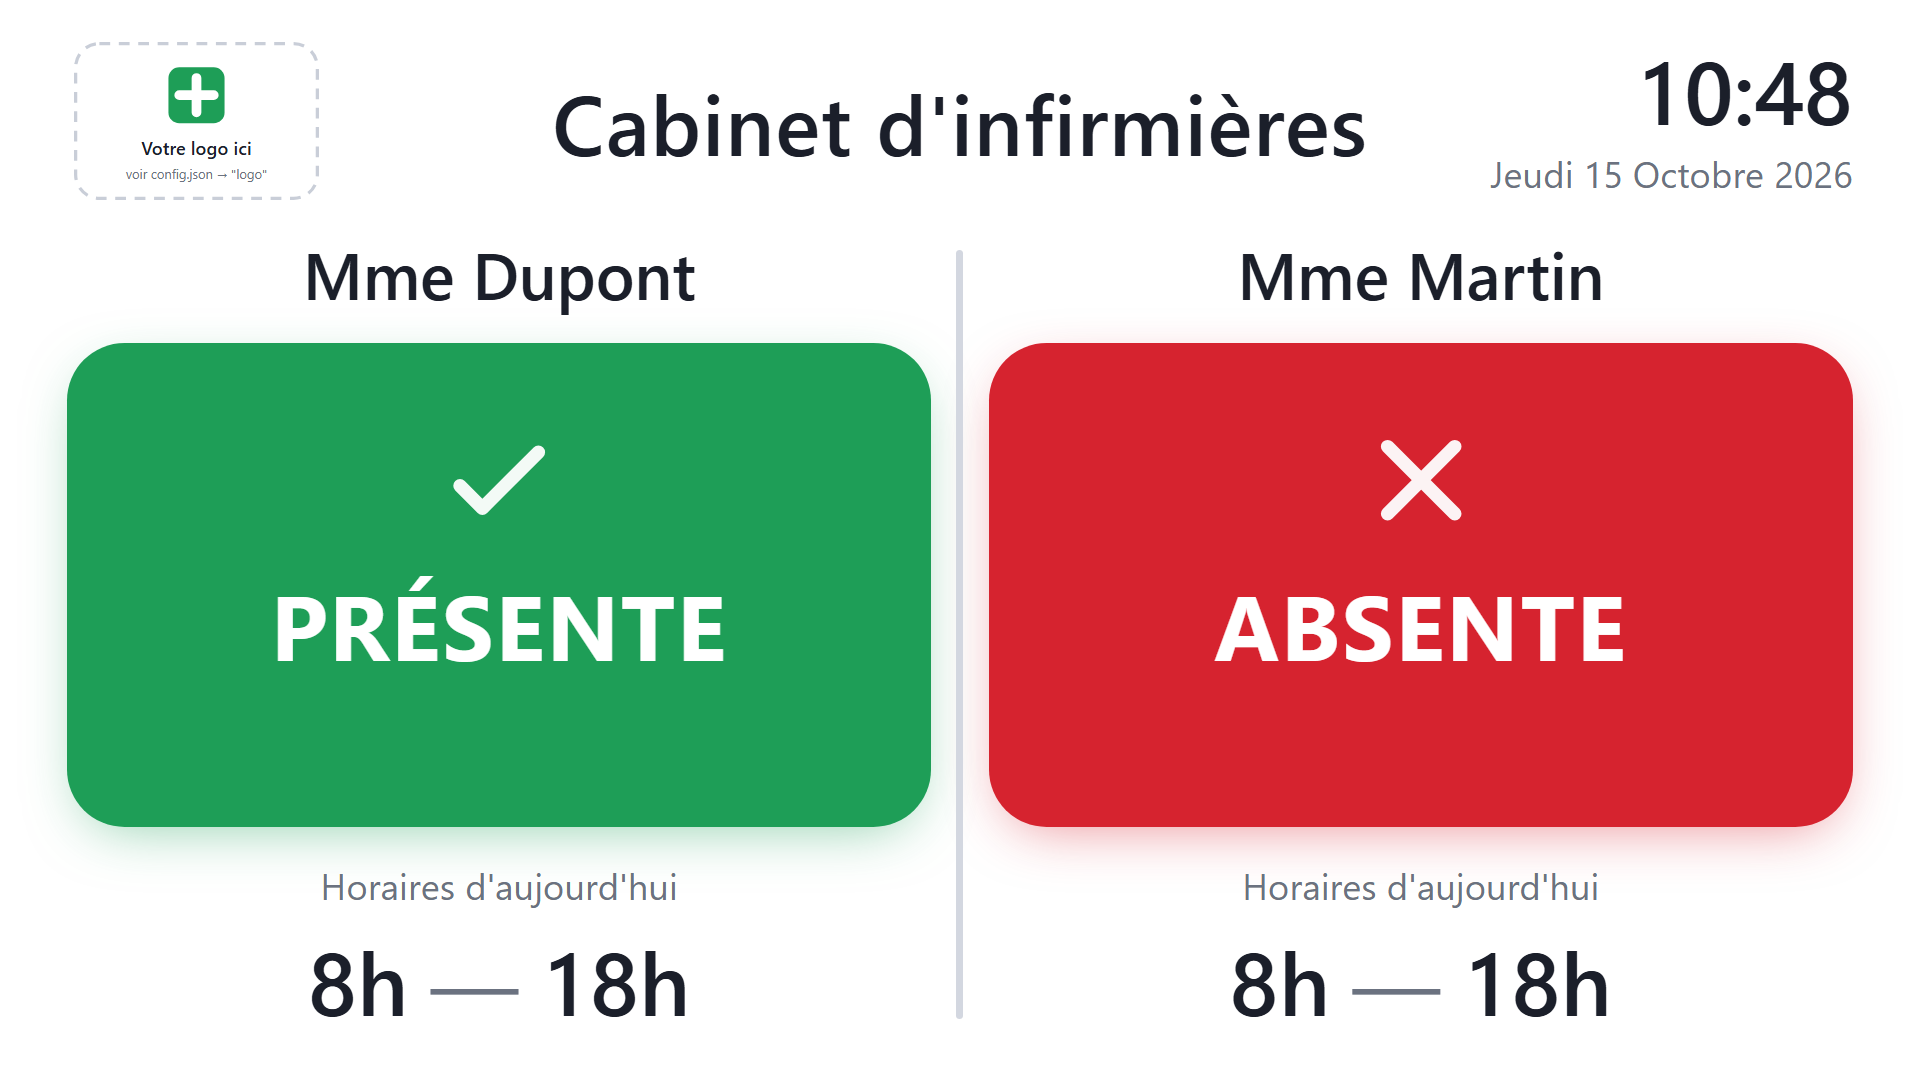 Votre logo ici
voir config.json → "logo"
Cabinet d'infirmières
10:48
Jeudi 15 Octobre 2026
Mme Dupont
PRÉSENTE
Horaires d'aujourd'hui
8h — 18h
Mme Martin
ABSENTE
Horaires d'aujourd'hui
8h — 18h